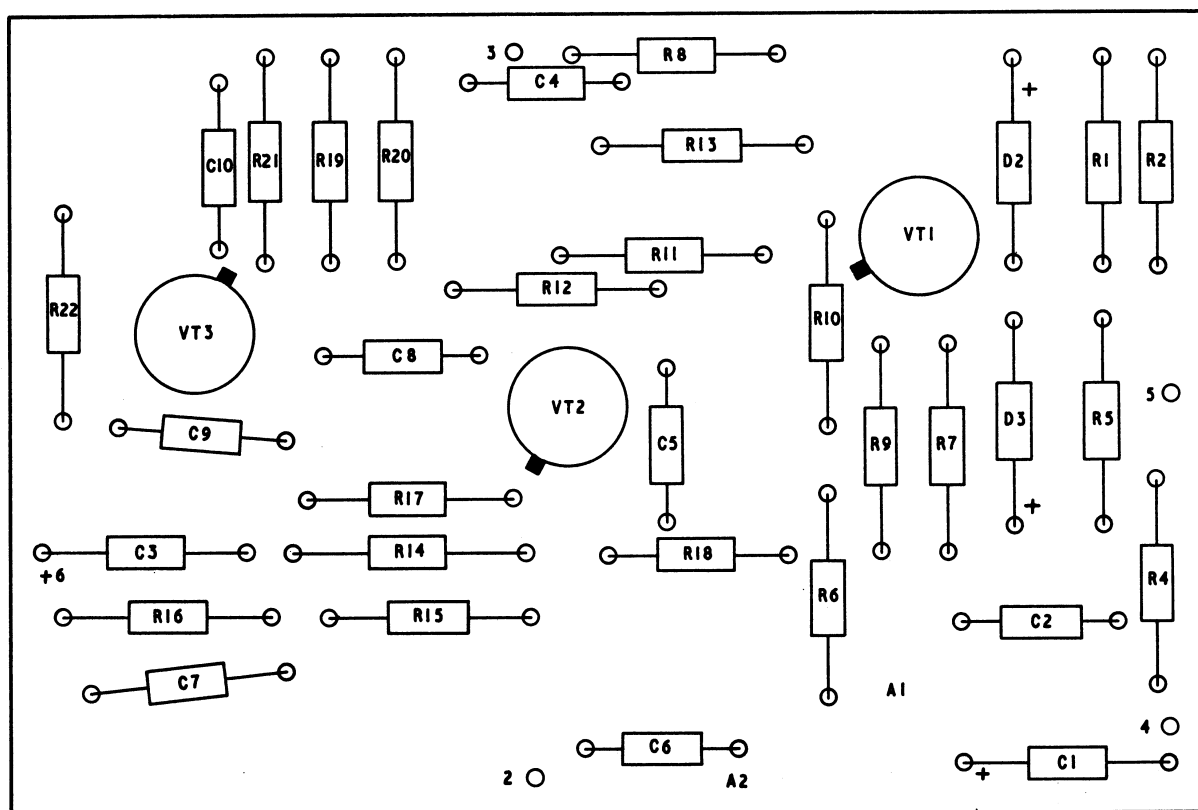 3
R8
C4
+
C10
R21
R19
R20
R13
D2
R1
R2
VT1
R11
R12
R22
VT3
R10
C8
VT2
5
C9
C5
R9
R7
D3
R5
R17
+
C3
R14
R18
+6
R4
R6
R16
R15
C2
C7
A1
4
C6
2
A2
+
C1